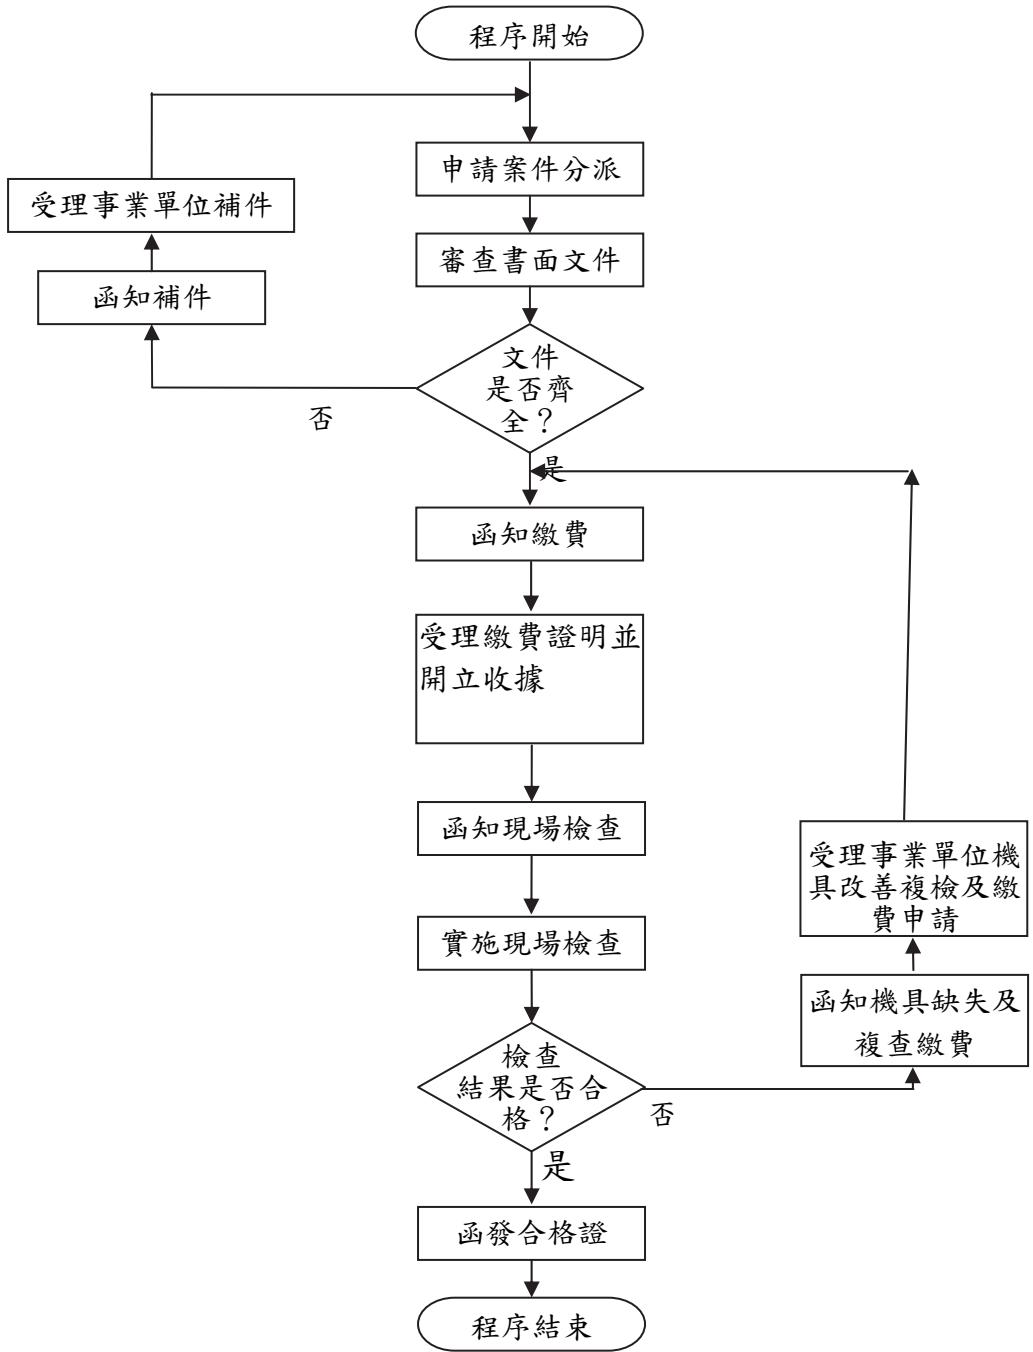 程序開始
申請案件分派
受理事業單位補件
審查書面文件
函知補件
文件
是否齊
全？
否
是
函知繳費
受理繳費證明並
開立收據
函知現場檢查
受理事業單位機
具改善複檢及繳
費申請
實施現場檢查
函知機具缺失及
複查繳費
檢查
結果是否合
格？
否
是
函發合格證
程序結束